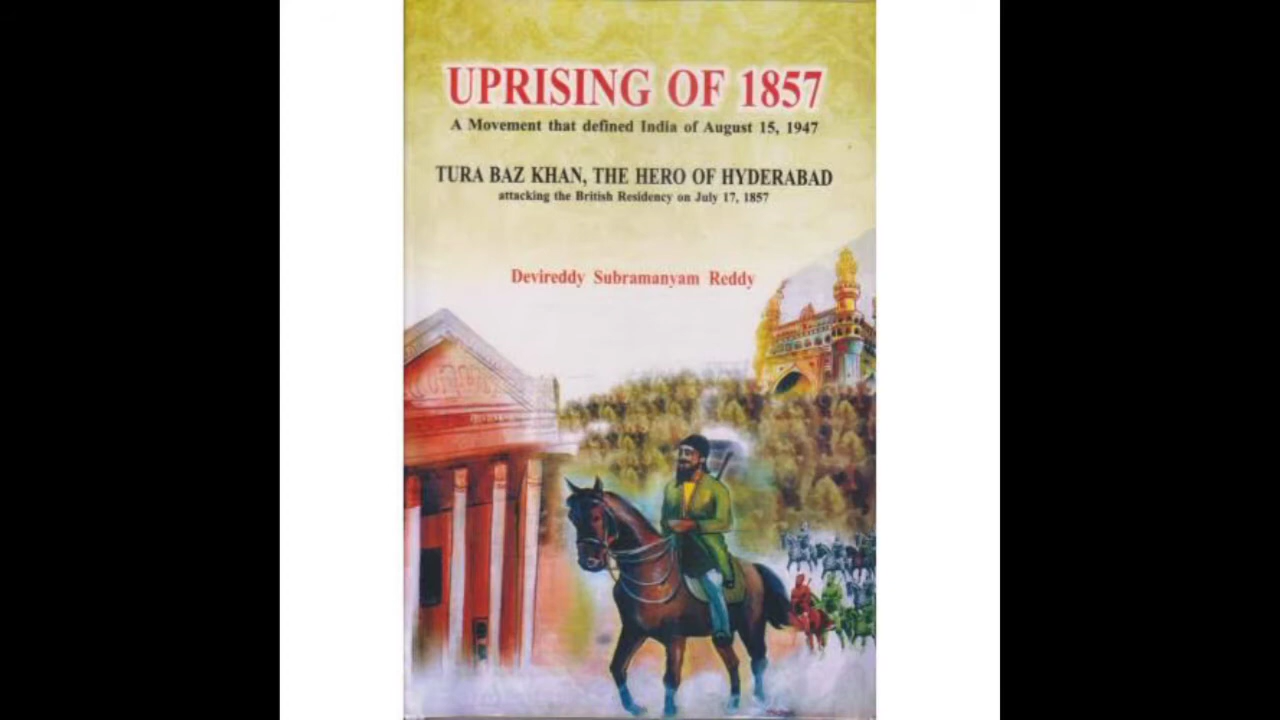 UPRISING OF 1857
A Movement that defined India of August 15, 1947
TURA BAZ KHAN, THE HERO OF HYDERABAD
attacking the British Residency on July 17, 1857
Devireddy Subramanyam Reddy